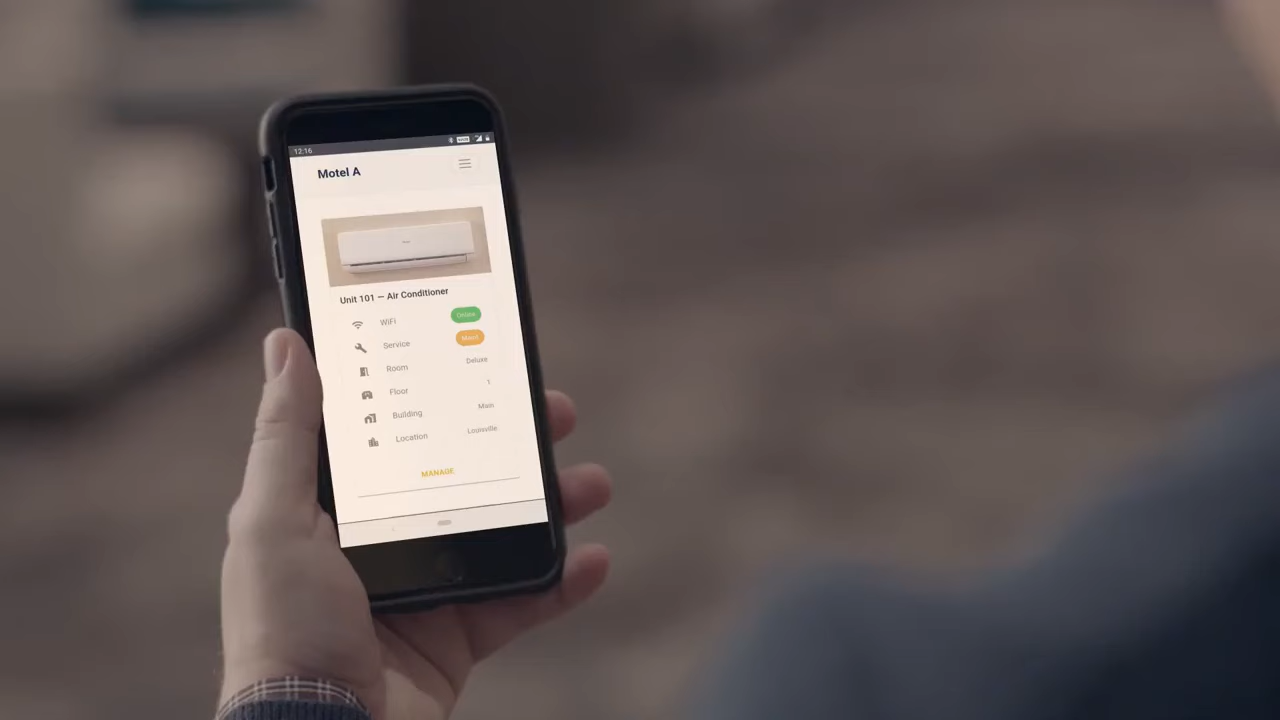 12:16
Motel A
Unit 101 — Air Conditioner
WiFi Online
Service
Room Deluxe
Floor 1
Building Main
Location Louisville
MANAGE